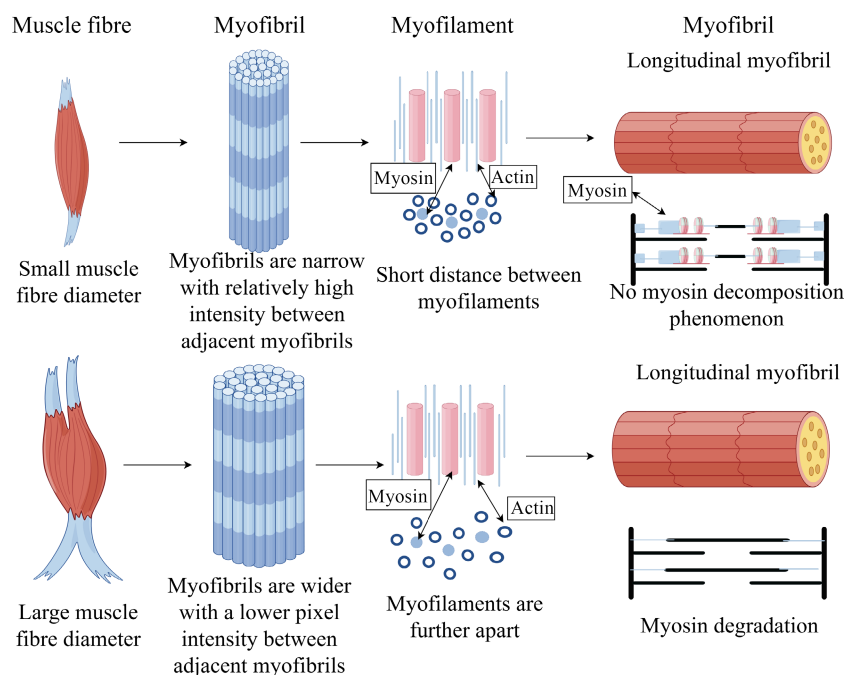 Muscle fibre
Myofibril
Myofilament
Myofibril
Longitudinal myofibril
Myosin
Actin
Myosin
Small muscle
fibre diameter
Myofibrils are narrow
with relatively high
intensity between
adjacent myofibrils
Short distance between
myofilaments
No myosin decomposition
phenomenon
Longitudinal myofibril
Myosin
Actin
Large muscle
fibre diameter
Myofibrils are wider
with a lower pixel
intensity between
adjacent myofibrils
Myofilaments are
further apart
Myosin degradation